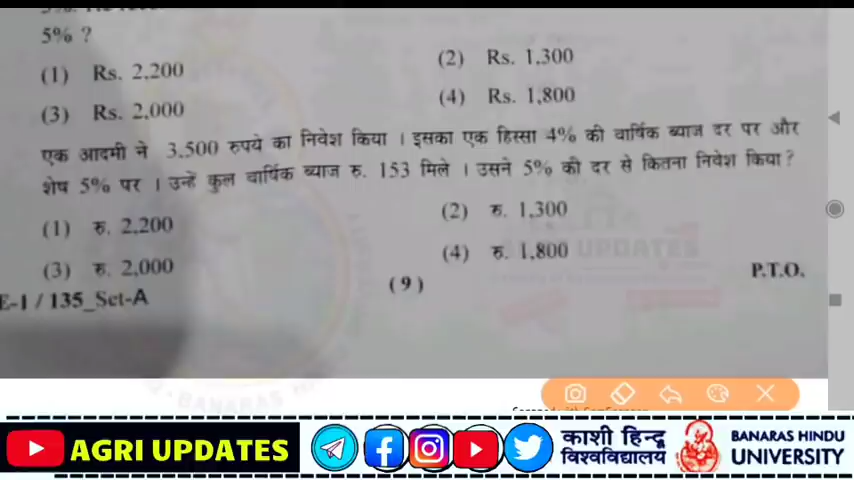 5% ?
(1) Rs. 2,200
(2) Rs. 1,300
(3) Rs. 2,000
(4) Rs. 1,800
एक आदमी ने 3,500 रुपये का निवेश किया । इसका एक हिस्सा 4% की वार्षिक ब्याज दर पर और
शेष 5% पर । उन्हें कुल वार्षिक ब्याज रु. 153 मिले । उसने 5% की दर से कितना निवेश किया?
(1) रु. 2,200
(2) रु. 1,300
(3) रु. 2,000
(4) रु. 1,800
UPDATES
E-1 / 135_Set-A
(9)
P.T.O.
AGRI UPDATES
काशी हिन्दू
विश्वविद्यालय
BANARAS HINDU
UNIVERSITY